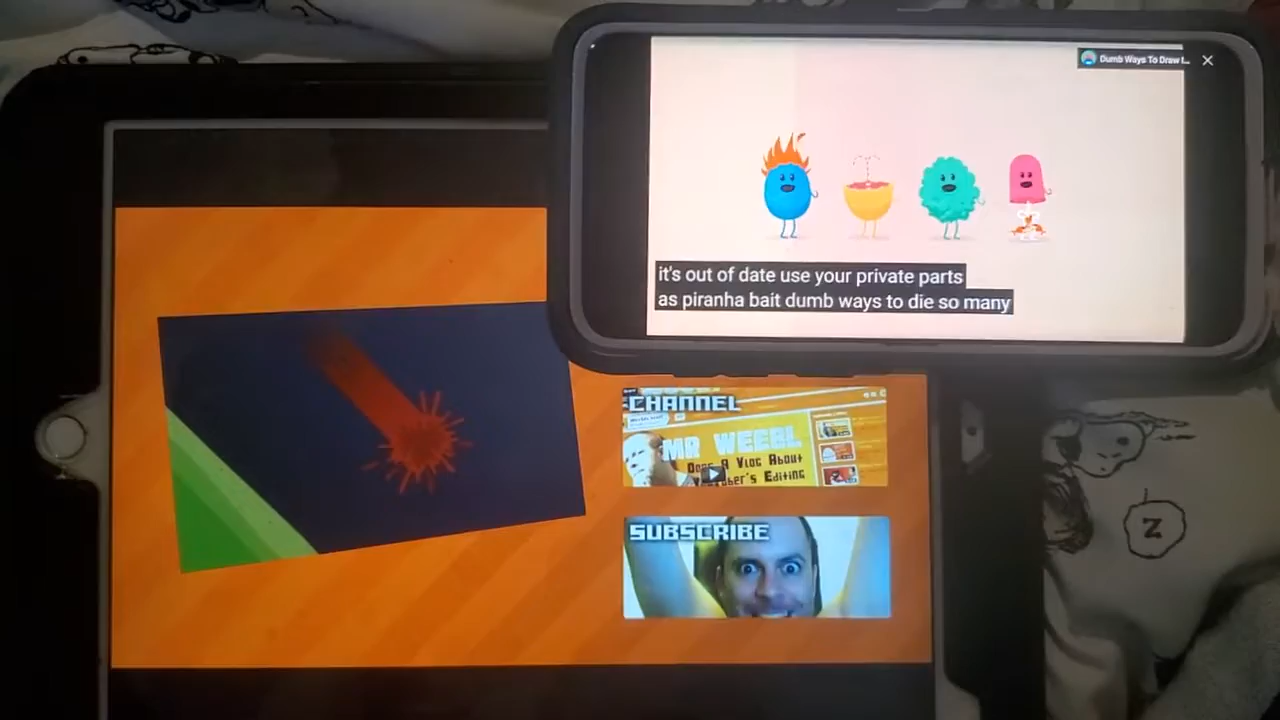 Dumb Ways To Draw I...
it's out of date use your private parts
as piranha bait dumb ways to die so many
CHANNEL
MR WEEBL
Does A Vlog About
Editing
SUBSCRIBE
Z